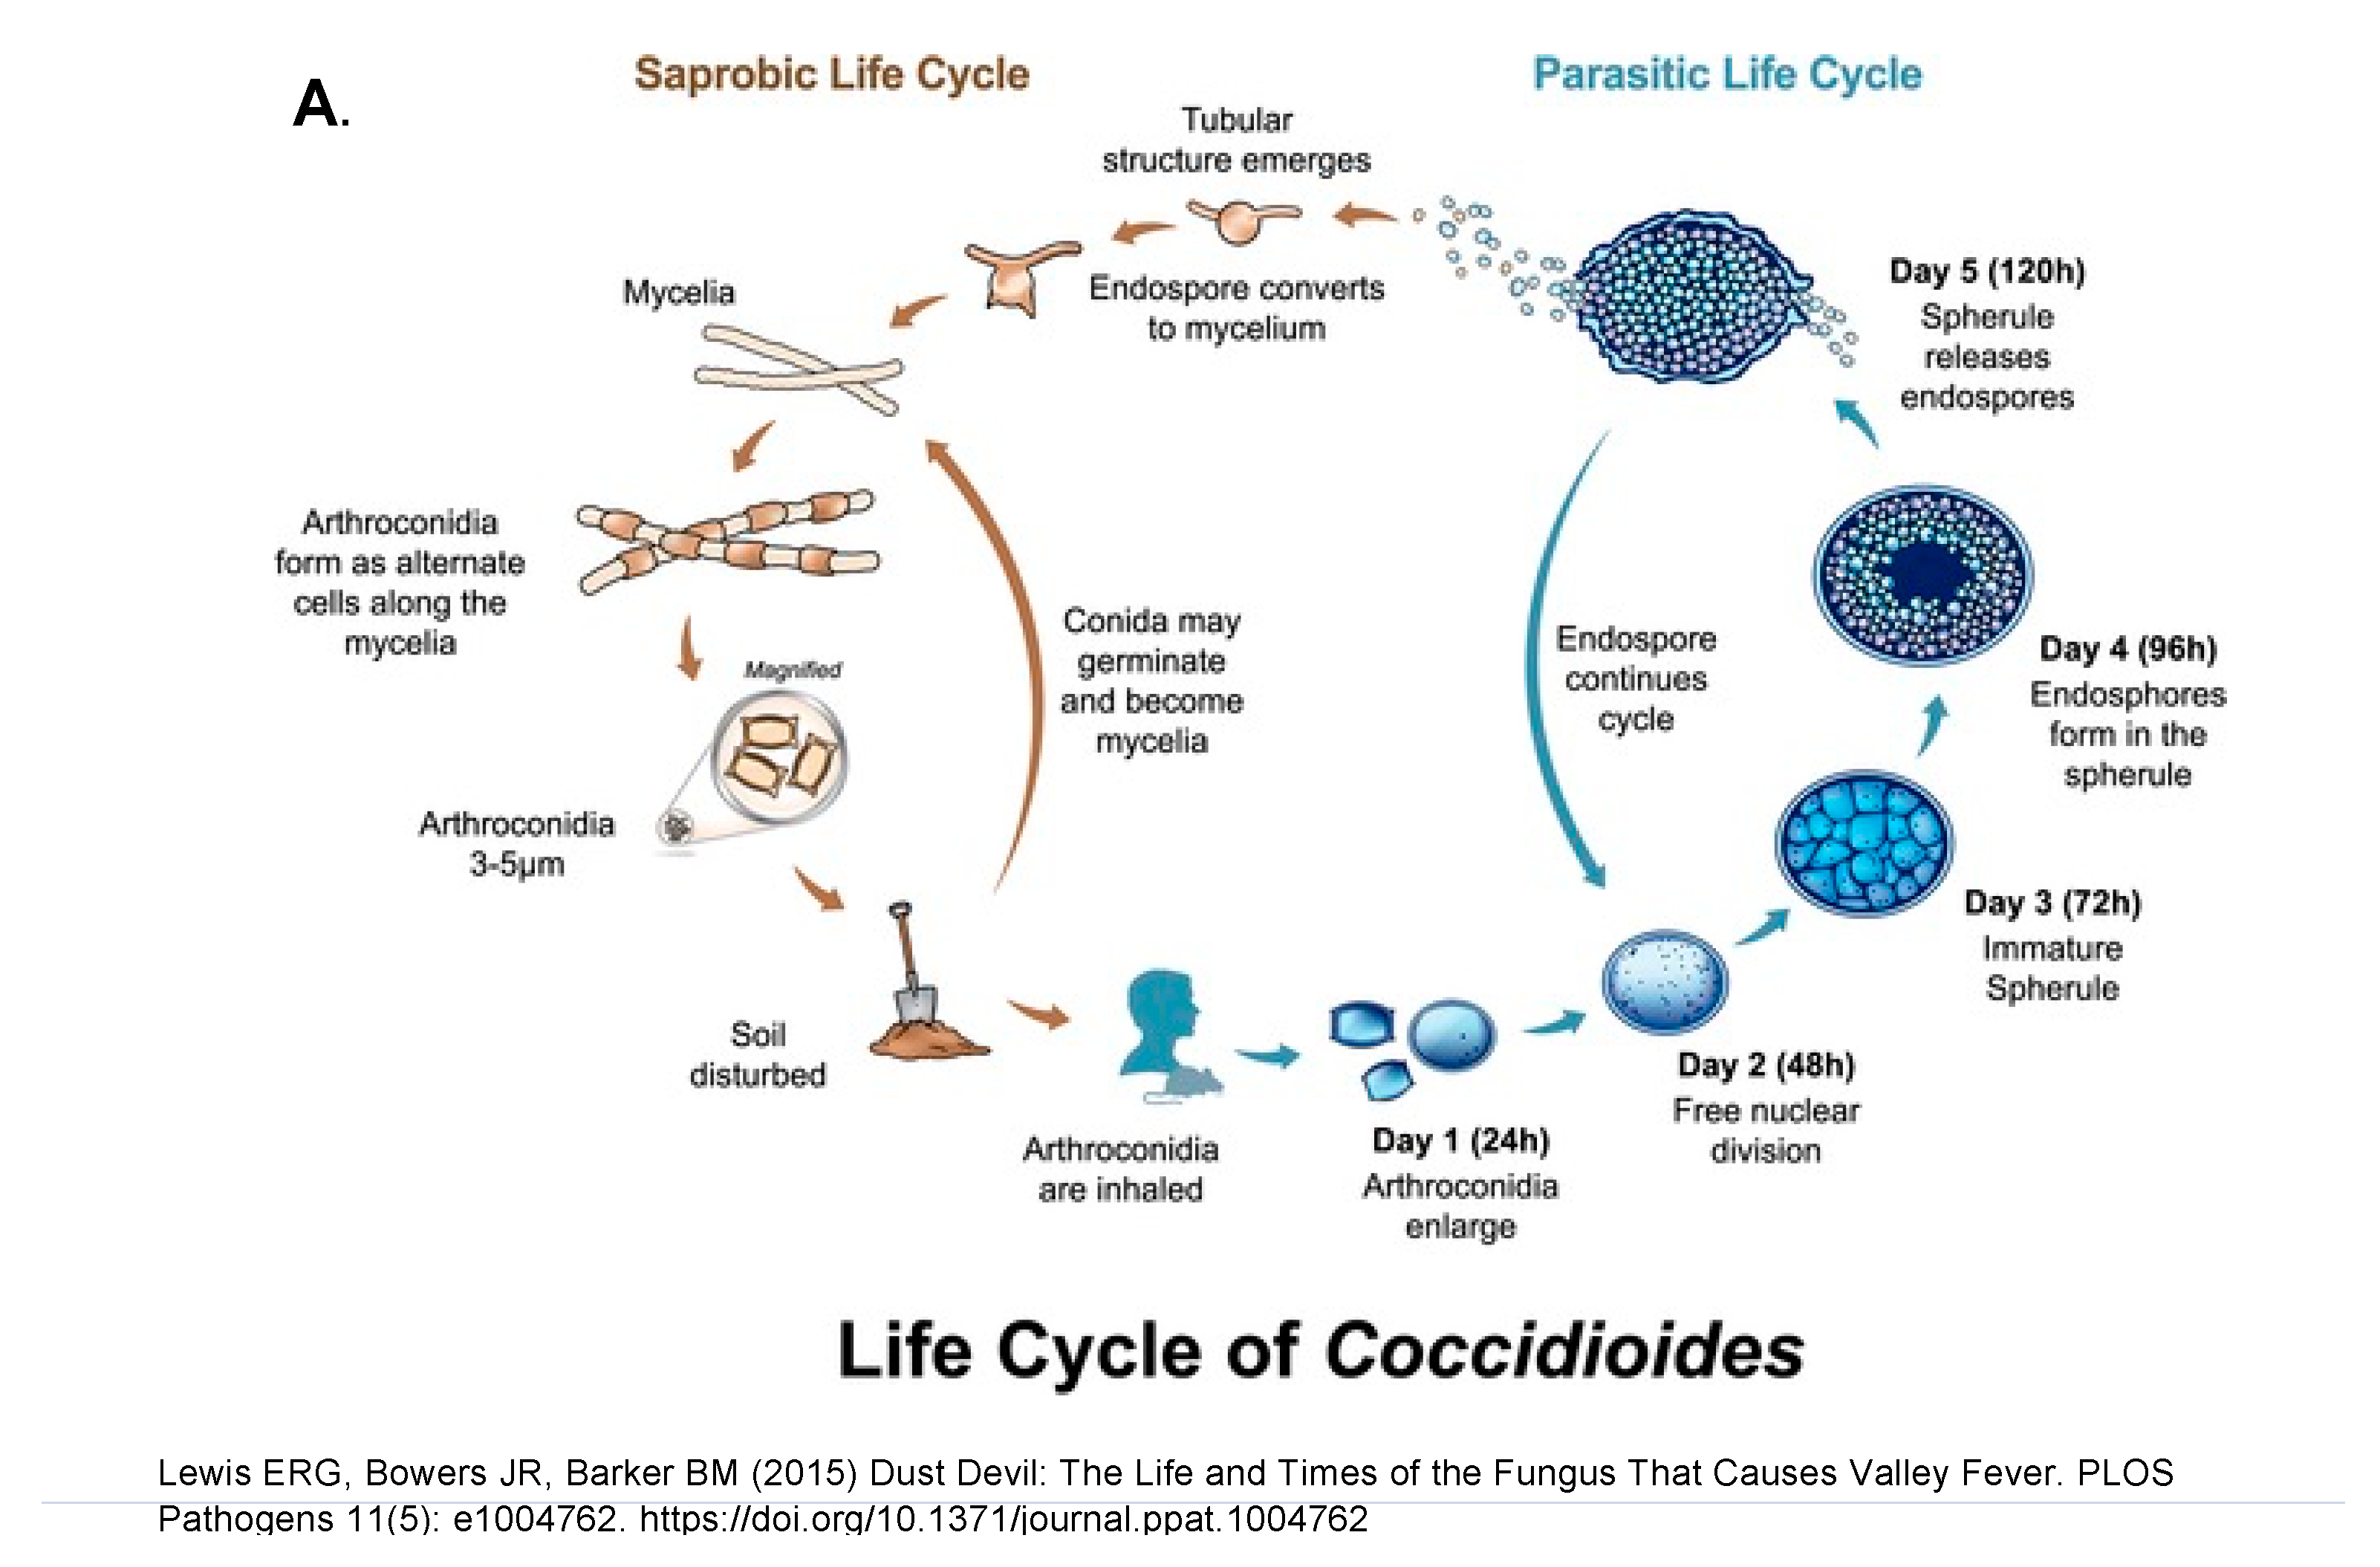 A.
Saprobic Life Cycle
Parasitic Life Cycle
Tubular
structure emerges
Endospore converts
to mycelium
Mycelia
Arthroconidia
form as alternate
cells along the
mycelia
Magnified
Arthroconidia
3-5µm
Conida may
germinate
and become
mycelia
Soil
disturbed
Arthroconidia
are inhaled
Day 1 (24h)
Arthroconidia
enlarge
Day 2 (48h)
Free nuclear
division
Day 3 (72h)
Immature
Spherule
Day 4 (96h)
Endosphores
form in the
spherule
Day 5 (120h)
Spherule
releases
endospores
Endospore
continues
cycle
Life Cycle of Coccidioides
Lewis ERG, Bowers JR, Barker BM (2015) Dust Devil: The Life and Times of the Fungus That Causes Valley Fever. PLOS
Pathogens 11(5): e1004762. https://doi.org/10.1371/journal.ppat.1004762